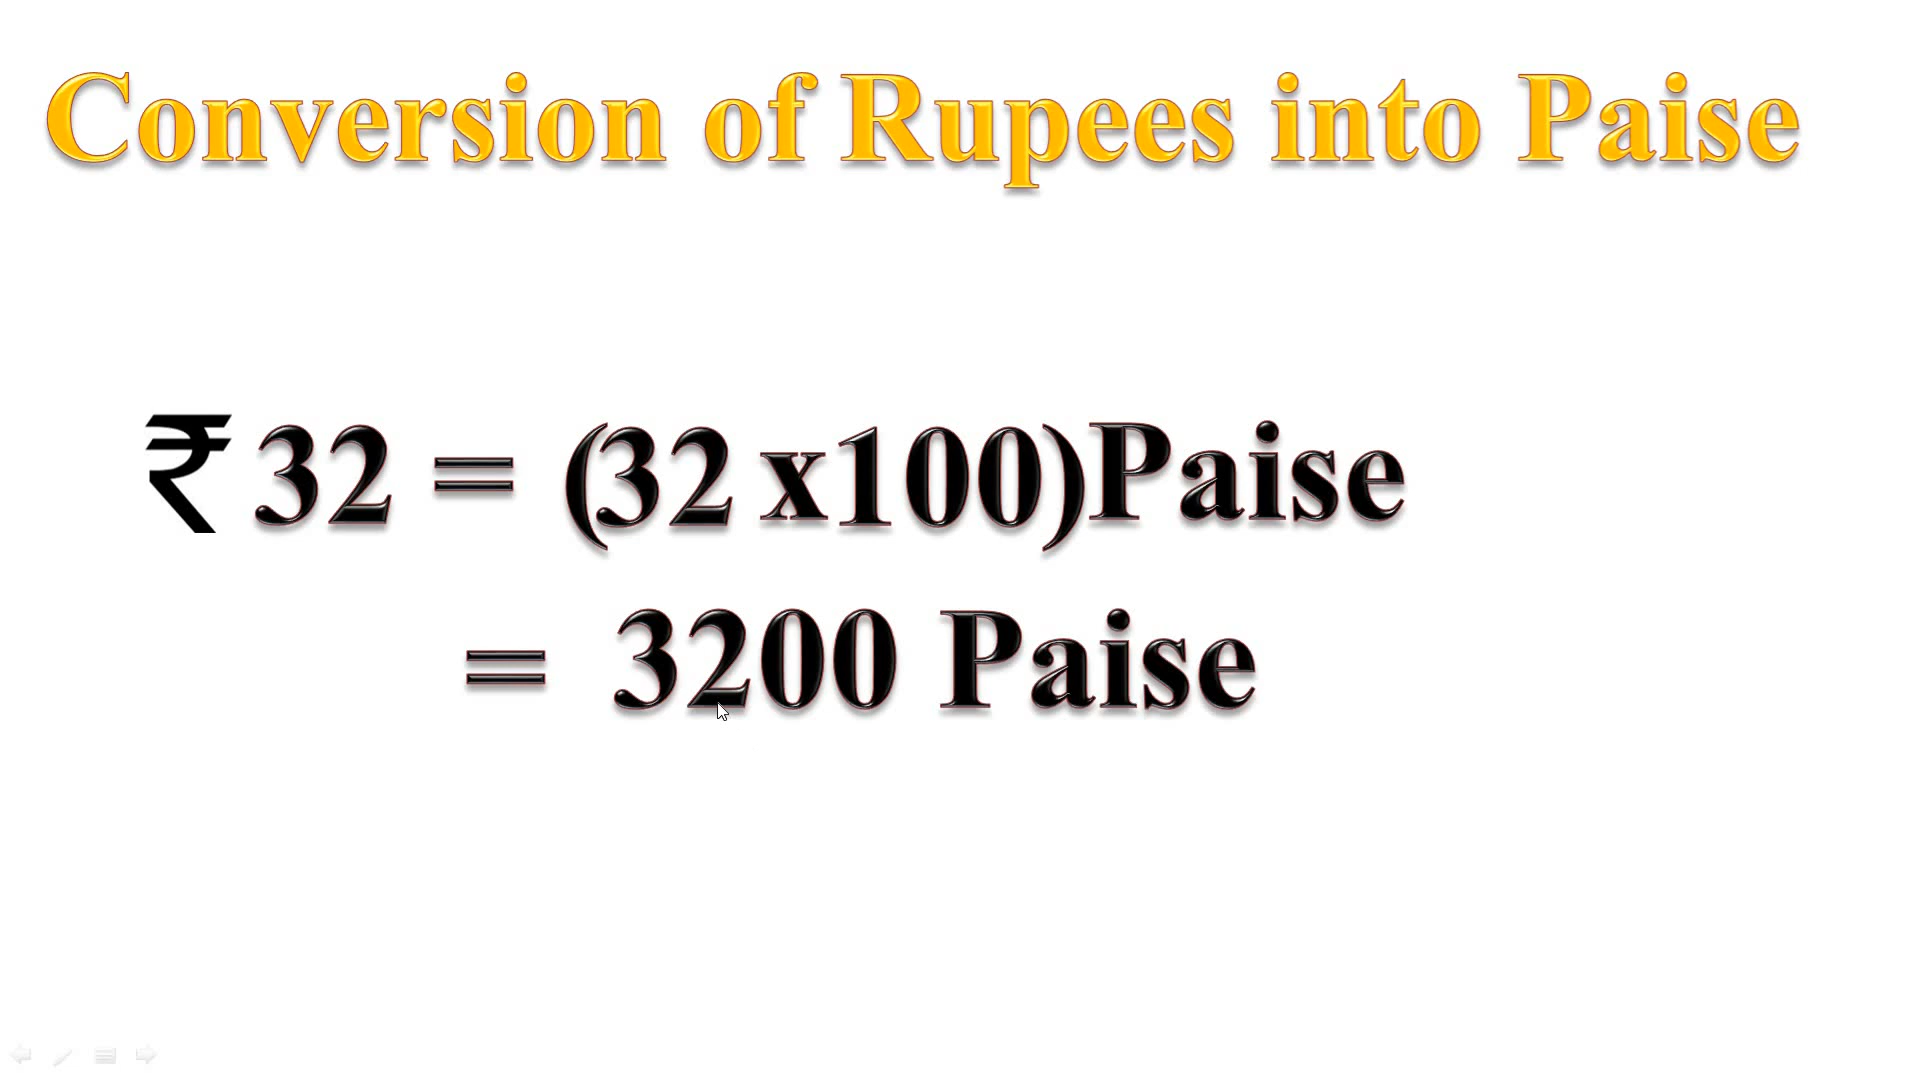 Conversion of Rupees into Paise
₹ 32 = (32 x100)Paise
= 3200 Paise